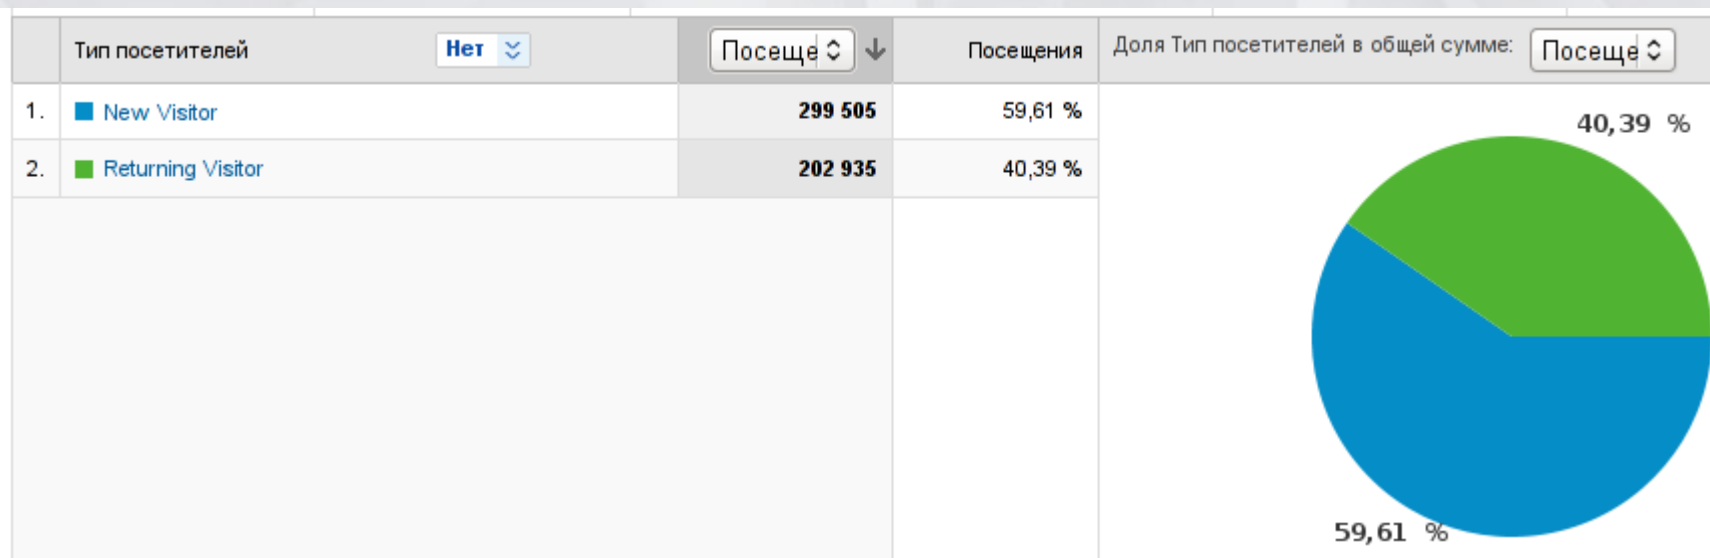 Тип посетителей Нет Посеще Посещения Доля Тип посетителей в общей сумме: Посеще
1. New Visitor 299 505 59,61 %
2. Returning Visitor 202 935 40,39 %
40,39 %
59,61 %